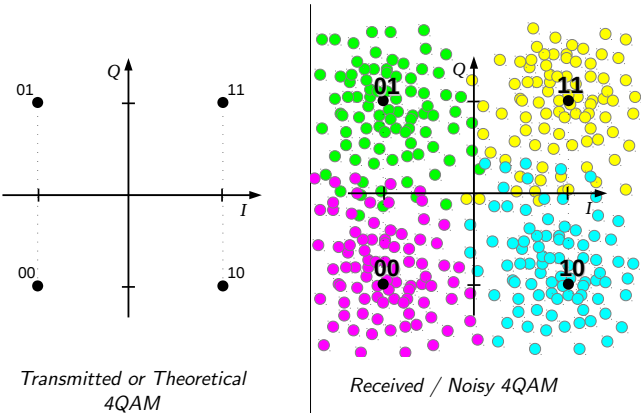 Q
01
11
I
00
10
Transmitted or Theoretical
4QAM
Q
01
11
I
00
10
Received / Noisy 4QAM